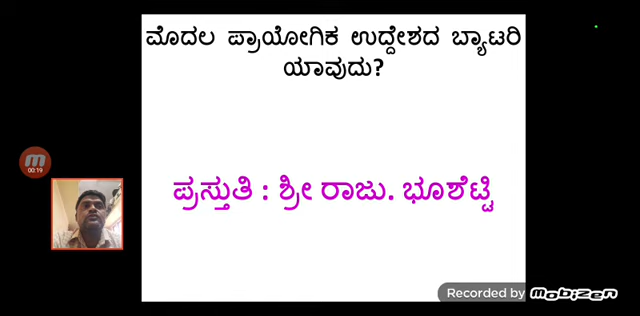 ಮೊದಲ ಪ್ರಾಯೋಗಿಕ ಉದ್ದೇಶದ ಬ್ಯಾಟರಿ
ಯಾವುದು?
00:19
ಪ್ರಸ್ತುತಿ : ಶ್ರೀ ರಾಜು. ಭೂಶೆಟ್ಟಿ
Recorded by mobizen